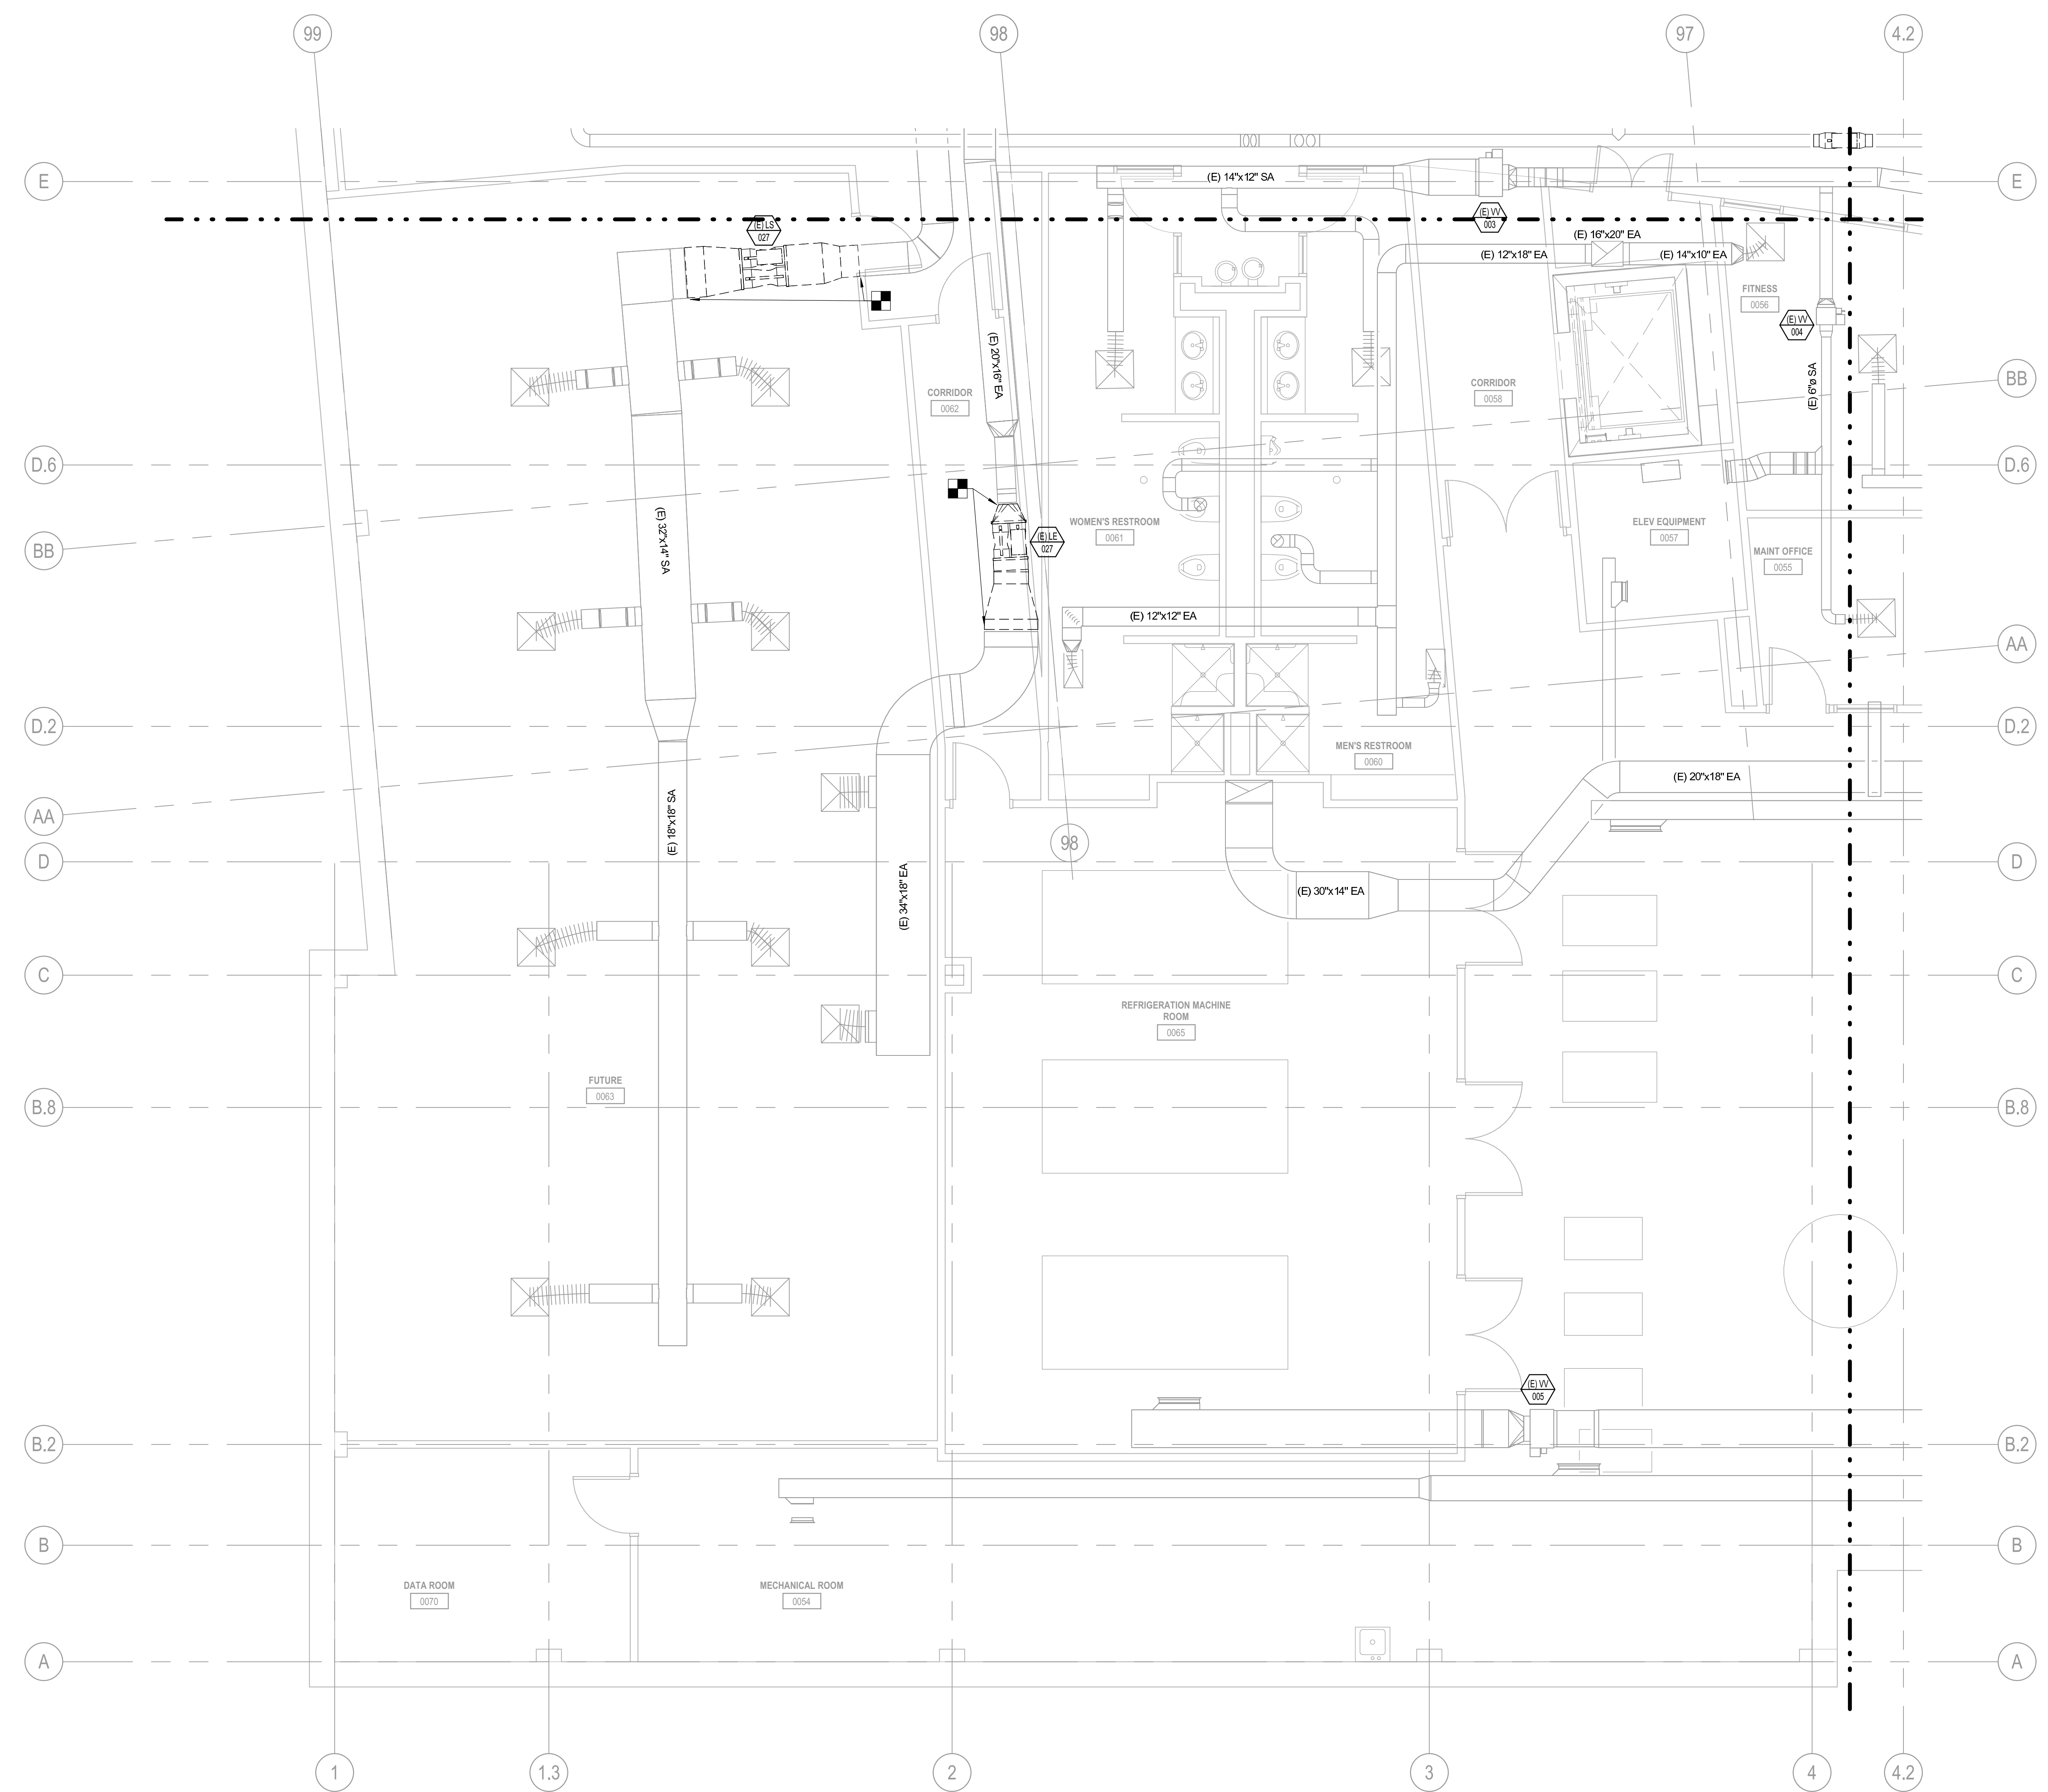 99
98
97
4.2
E
E
(E) 14"x12" SA
(E) LS
027
(E) VV
003
(E) 16"x20" EA
(E) 12"x18" EA
(E) 14"x10" EA
FITNESS
0056
(E) VV
004
(E) 20"x16" EA
(E) 6"ø SA
CORRIDOR
0062
CORRIDOR
0058
BB
D.6
D.6
WOMEN'S RESTROOM
0061
(E) LE
027
ELEV EQUIPMENT
0057
MAINT OFFICE
0055
BB
(E) 32"x14" SA
(E) 12"x12" EA
AA
D.2
D.2
MEN'S RESTROOM
0060
(E) 20"x18" EA
AA
(E) 18"x18" SA
98
D
D
(E) 34"x18" EA
(E) 30"x14" EA
C
C
REFRIGERATION MACHINE
ROOM
0065
FUTURE
0063
B.8
B.8
(E) VV
005
B.2
B.2
B
B
DATA ROOM
0070
MECHANICAL ROOM
0054
A
A
1
1.3
2
3
4
4.2